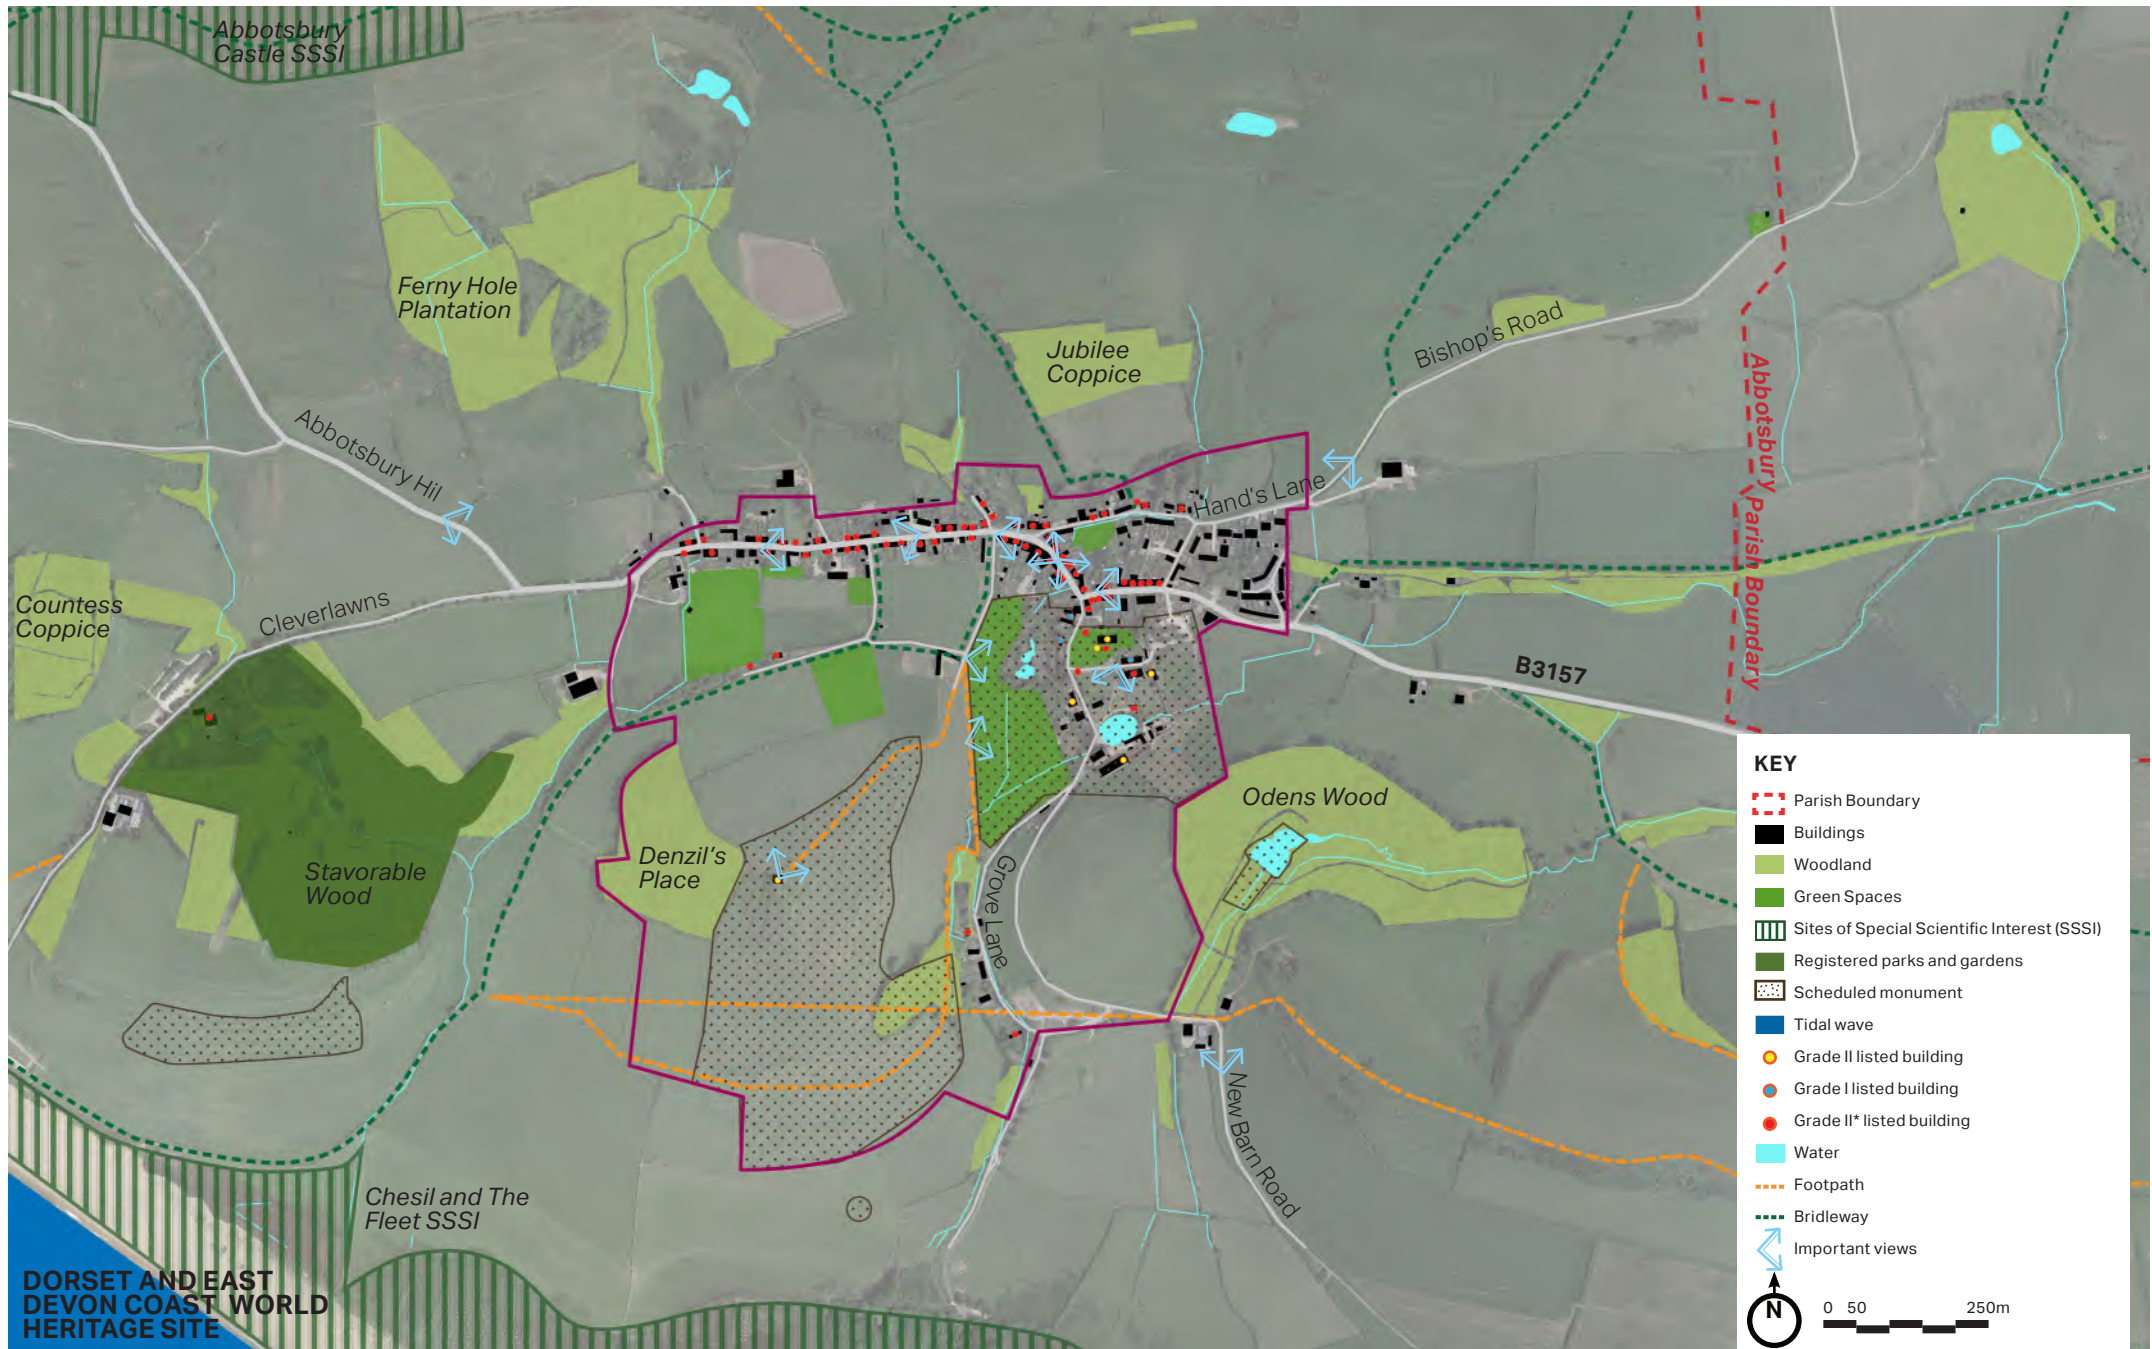 Abbotsbury
Castle SSSI
Ferny Hole
Plantation
Jubilee
Coppice
Bishop's Road
Abbotsbury Parish Boundary
Abbotsbury Hil
Hand's Lane
Countess
Coppice
Cleverlawns
B3157
Odens Wood
Stavorable
Wood
Denzil's
Place
Grove Lane
New Barn Road
Chesil and The
Fleet SSSI
DORSET AND EAST
DEVON COAST WORLD
HERITAGE SITE
KEY
Parish Boundary
Buildings
Woodland
Green Spaces
Sites of Special Scientific Interest (SSSI)
Registered parks and gardens
Scheduled monument
Tidal wave
Grade II listed building
Grade I listed building
Grade II* listed building
Water
Footpath
Bridleway
Important views
N
0 50 250m